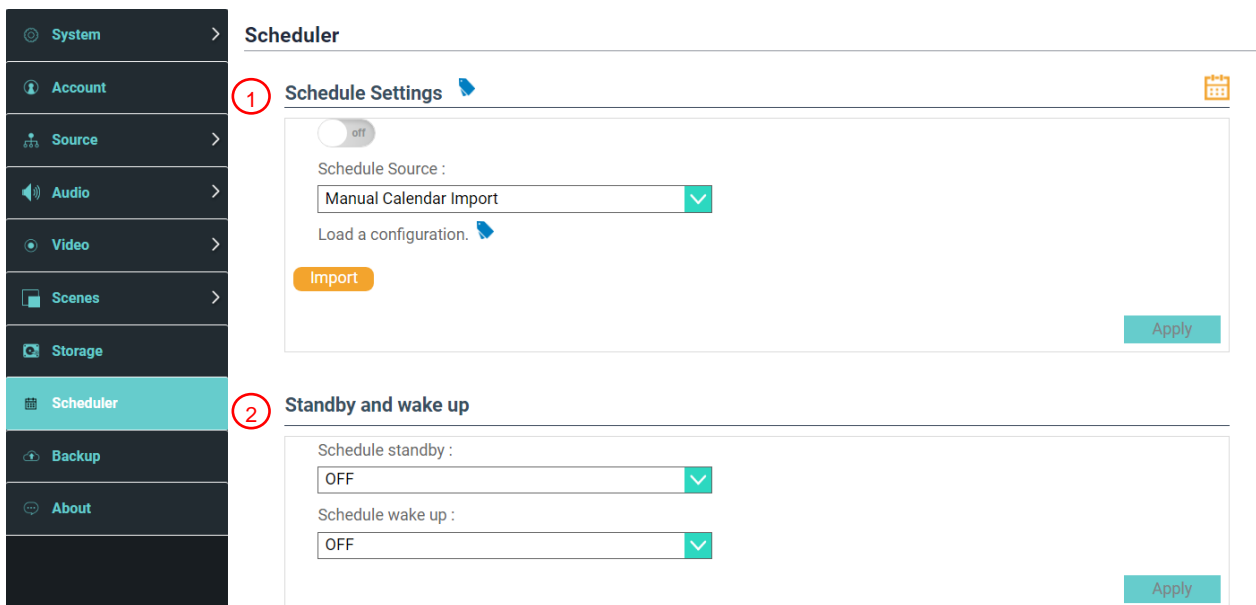 System
Account
Source
Audio
Video
Scenes
Storage
Scheduler
Backup
About
Scheduler
1
Schedule Settings
off
Schedule Source :
Manual Calendar Import
Load a configuration.
Import
Apply
2
Standby and wake up
Schedule standby :
OFF
Schedule wake up :
OFF
Apply